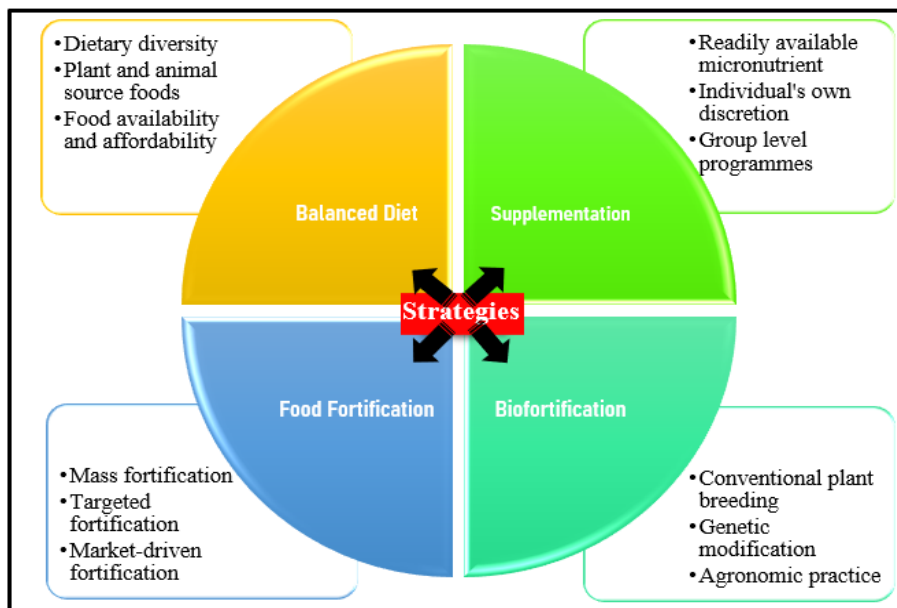 • Dietary diversity
• Plant and animal
source foods
• Food availability
and affordability
• Readily available
micronutrient
• Individual's own
discretion
• Group level
programmes
Balanced Diet
Supplementation
Strategies
Food Fortification
Biofortification
• Mass fortification
• Targeted
fortification
• Market-driven
fortification
• Conventional plant
breeding
• Genetic
modification
• Agronomic practice